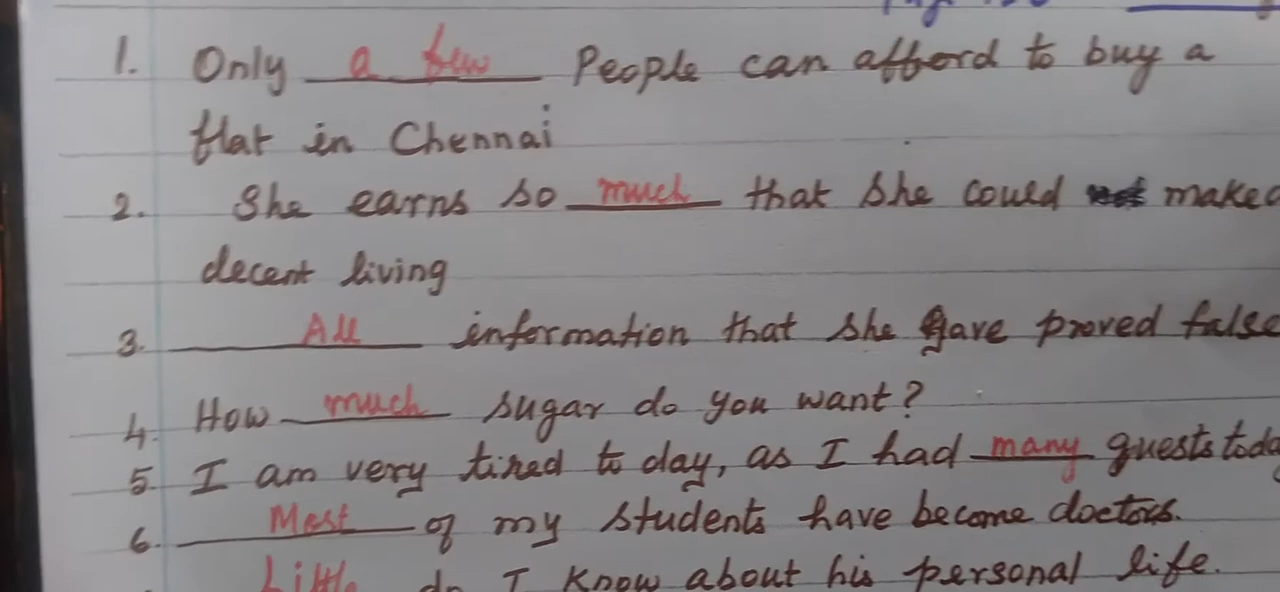 1. Only a few People can afford to buy a
flat in Chennai
2. She earns so much that she could make
decent living
3. All information that she gave proved false
4. How much sugar do you want?
5. I am very tired to day, as I had many guests
6. Most of my students have become doctors.
Little do I know about his personal life.